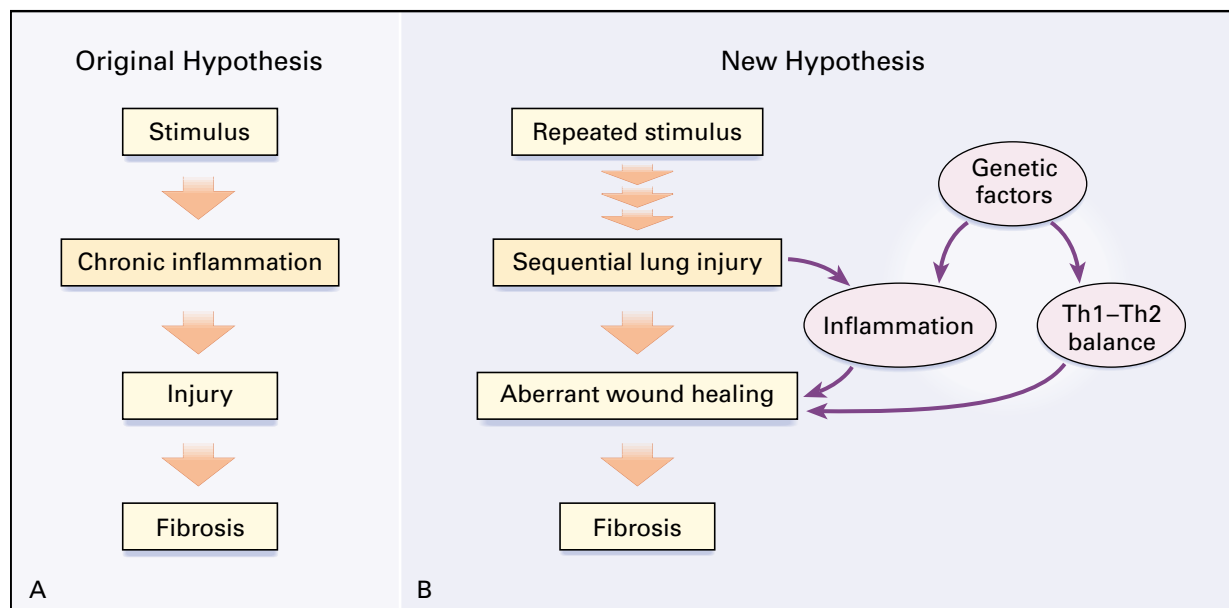 Original Hypothesis
Stimulus
Chronic inflammation
Injury
Fibrosis
A
New Hypothesis
Repeated stimulus
Sequential lung injury
Aberrant wound healing
Fibrosis
Genetic
factors
Inflammation
Th1–Th2
balance
B